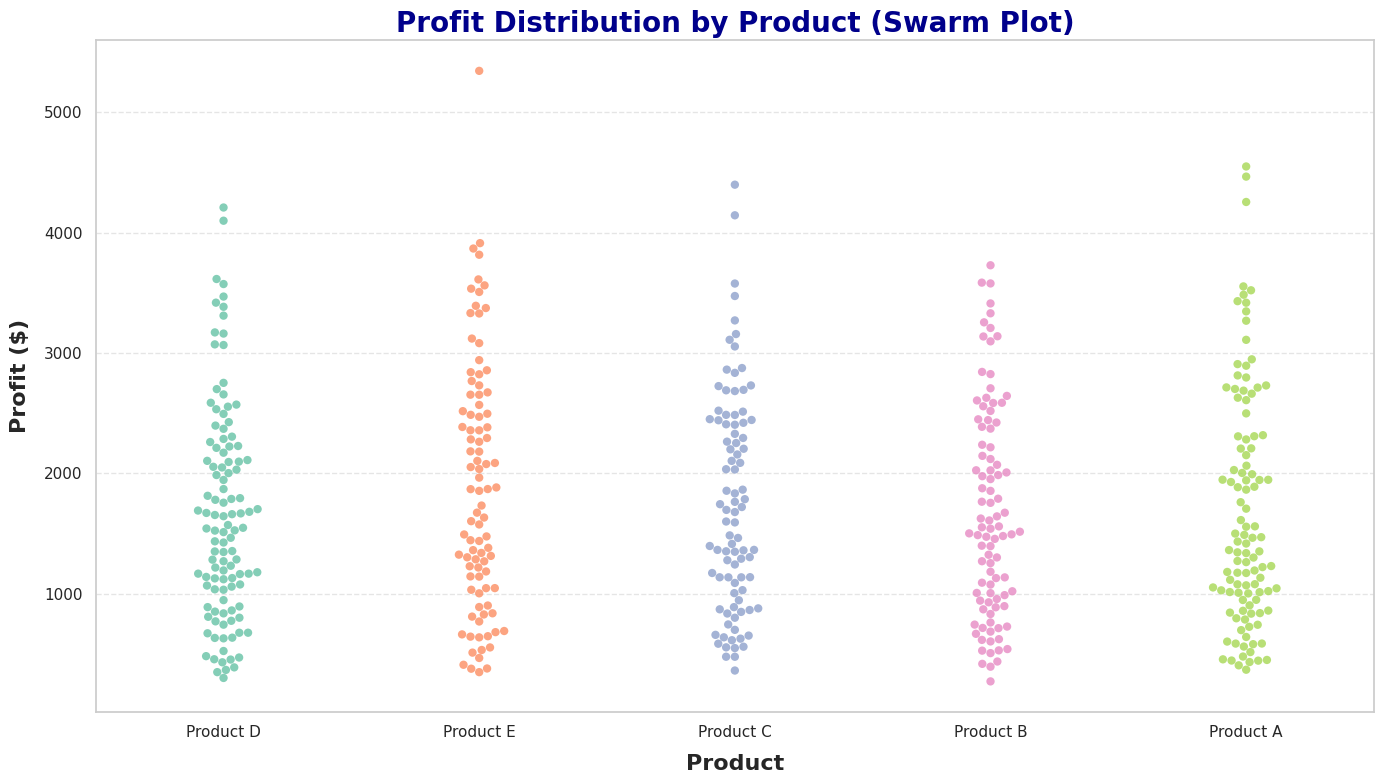 Profit Distribution by Product (Swarm Plot)
Profit ($)
5000
4000
3000
2000
1000
Product D
Product E
Product C
Product B
Product A
Product